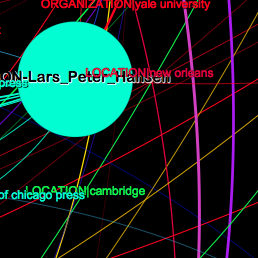 ORGANIZATION|yale university
LOCATION|new orleans
ON-Lars_Peter_Hansen
press
LOCATION|cambridge
of chicago press